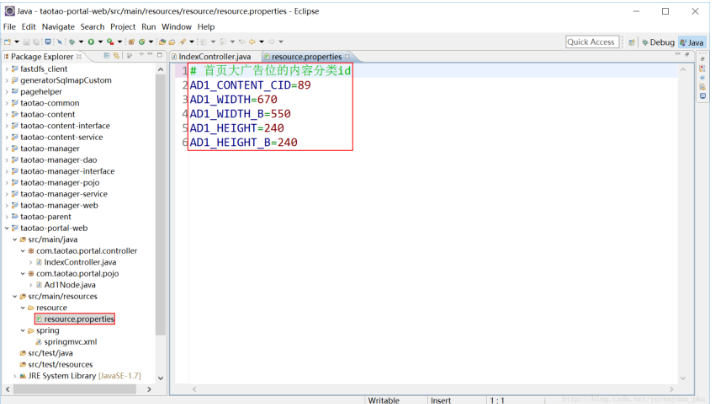 Java - taotao-portal-web/src/main/resources/resource/resource.properties - Eclipse
File Edit Navigate Search Project Run Window Help
Quick Access
Debug
Java
Package Explorer
IndexController.java
resource.properties
fastdfs_client
generatorSqlmapCustom
pagehelper
taotao-common
taotao-content
taotao-content-interface
taotao-content-service
taotao-manager
taotao-manager-dao
taotao-manager-interface
taotao-manager-pojo
taotao-manager-service
taotao-manager-web
taotao-parent
taotao-portal-web
src/main/java
com.taotao.portal.controller
IndexController.java
com.taotao.portal.pojo
Ad1Node.java
src/main/resources
resource
resource.properties
spring
springmvc.xml
src/test/java
src/test/resources
JRE System Library [JavaSE-1.7]
1 # 首页大广告位的内容分类id
2 AD1_CONTENT_CID=89
3 AD1_WIDTH=670
4 AD1_WIDTH_B=550
5 AD1_HEIGHT=240
6 AD1_HEIGHT_B=240
Writable
Insert
1 : 1